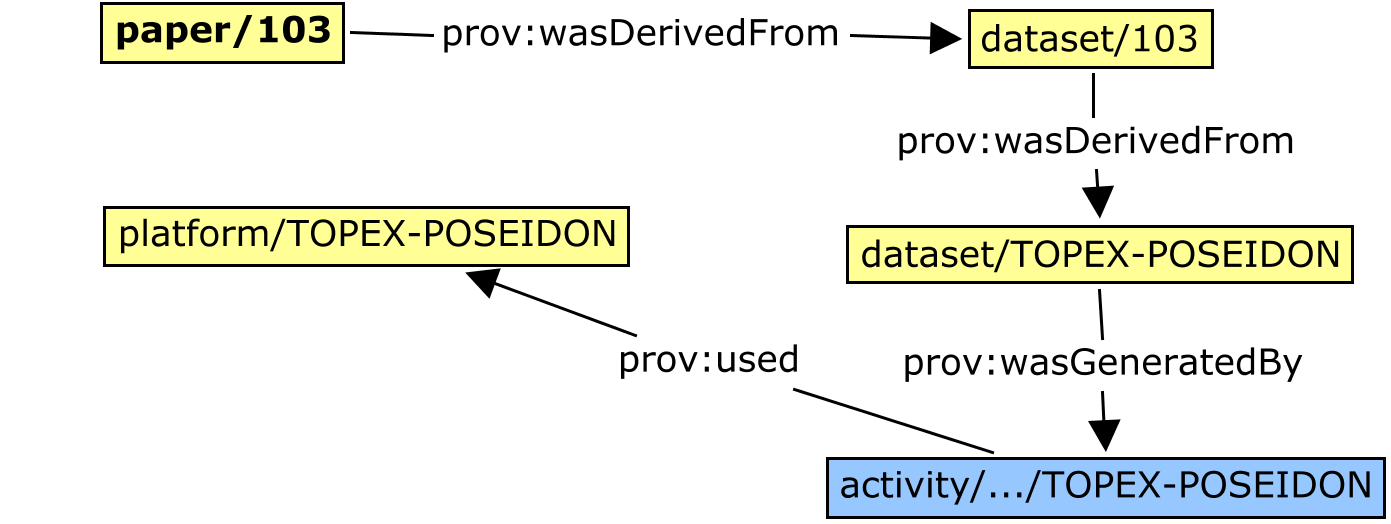 paper/103
prov:wasDerivedFrom
dataset/103
prov:wasDerivedFrom
platform/TOPEX-POSEIDON
dataset/TOPEX-POSEIDON
prov:used
prov:wasGeneratedBy
activity/.../TOPEX-POSEIDON